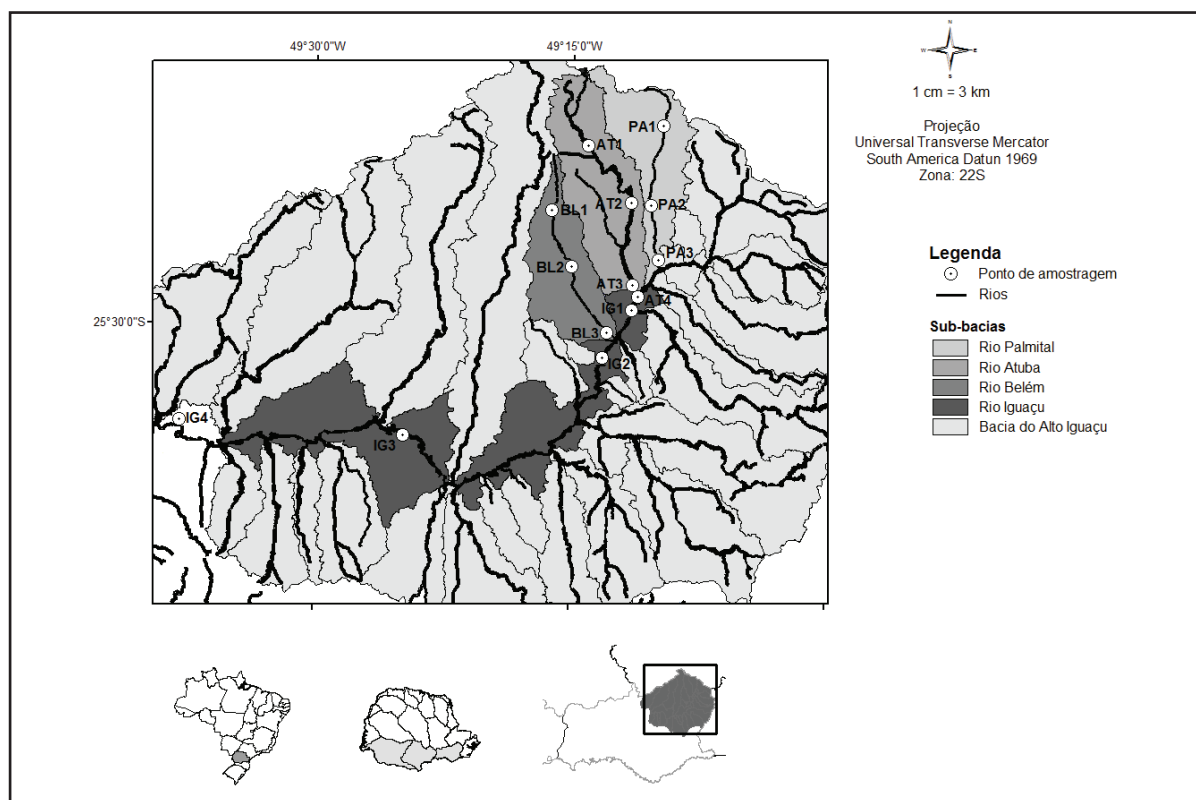 N
W E
S
1 cm = 3 km
Projeção
Universal Transverse Mercator
South America Datun 1969
Zona: 22S
49°30'0"W
49°15'0"W
25°30'0"S
PA1
AT1
AT2
PA2
BL1
PA3
BL2
AT3
AT4
IG1
BL3
IG2
IG4
IG3
Legenda
Ponto de amostragem
Rios
Sub-bacias
Rio Palmital
Rio Atuba
Rio Belém
Rio Iguaçu
Bacia do Alto Iguaçu